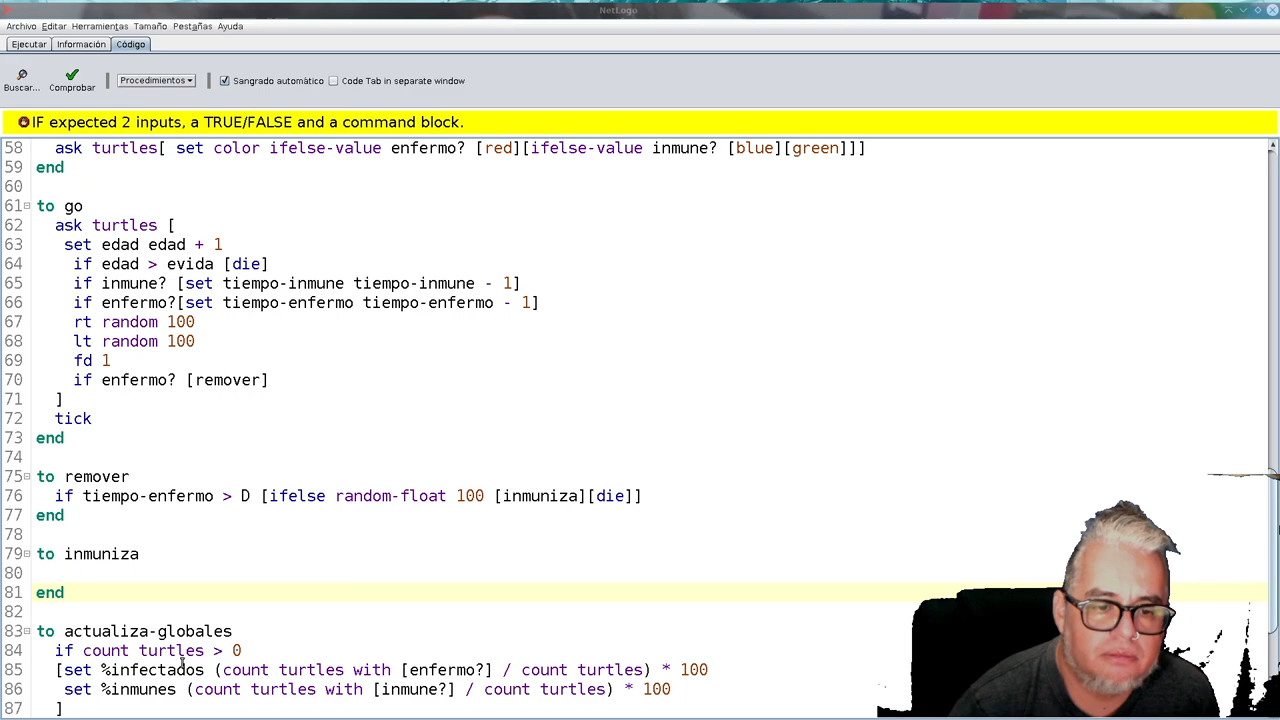 NetLogo
Archivo Editar Herramientas Tamaño Pestañas Ayuda
Ejecutar Información Código
Buscar... Comprobar Procedimientos Sangrado automático Code Tab in separate window
IF expected 2 inputs, a TRUE/FALSE and a command block.
58 ask turtles[ set color ifelse-value enfermo? [red][ifelse-value inmune? [blue][green]]]
59 end
60
61 to go
62 ask turtles [
63 set edad edad + 1
64 if edad > evida [die]
65 if inmune? [set tiempo-inmune tiempo-inmune - 1]
66 if enfermo?[set tiempo-enfermo tiempo-enfermo - 1]
67 rt random 100
68 lt random 100
69 fd 1
70 if enfermo? [remover]
71 ]
72 tick
73 end
74
75 to remover
76 if tiempo-enfermo > D [ifelse random-float 100 [inmuniza][die]]
77 end
78
79 to inmuniza
80
81 end
82
83 to actualiza-globales
84 if count turtles > 0
85 [set %infectados (count turtles with [enfermo?] / count turtles) * 100
86 set %inmunes (count turtles with [inmune?] / count turtles) * 100
87 ]